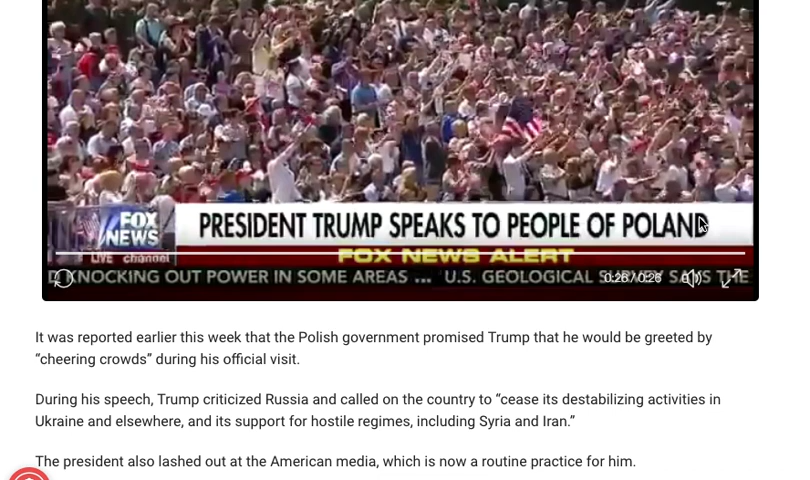 FOX
NEWS
PRESIDENT TRUMP SPEAKS TO PEOPLE OF POLAND
LIVE channel
FOX NEWS ALERT
KNOCKING OUT POWER IN SOME AREAS ... U.S. GEOLOGICAL THE
0:26/0:26
It was reported earlier this week that the Polish government promised Trump that he would be greeted by
“cheering crowds” during his official visit.
During his speech, Trump criticized Russia and called on the country to “cease its destabilizing activities in
Ukraine and elsewhere, and its support for hostile regimes, including Syria and Iran.”
The president also lashed out at the American media, which is now a routine practice for him.